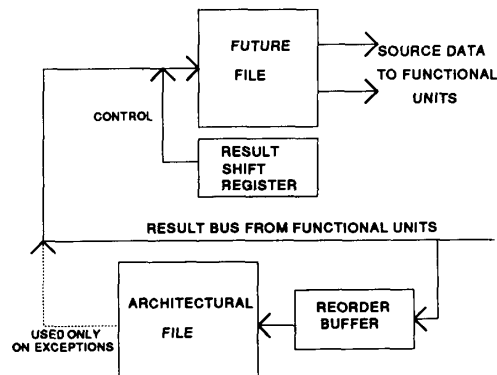 FUTURE
FILE
SOURCE DATA
TO FUNCTIONAL
UNITS
CONTROL
RESULT
SHIFT
REGISTER
RESULT BUS FROM FUNCTIONAL UNITS
ARCHITECTURAL
FILE
REORDER
BUFFER
USED ONLY
ON EXCEPTIONS